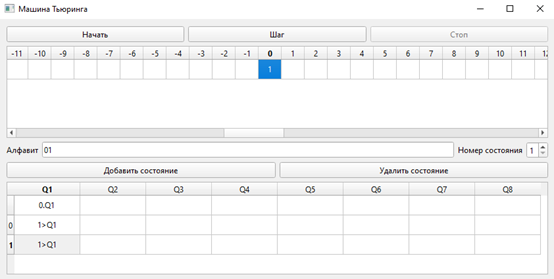 Машина Тьюринга
Начать Шаг Стоп
-11 -10 -9 -8 -7 -6 -5 -4 -3 -2 -1 0 1 2 3 4 5 6 7 8 9 10 11 12
1
Алфавит 01 Номер состояния 1
Добавить состояние Удалить состояние
Q1 Q2 Q3 Q4 Q5 Q6 Q7 Q8
0.Q1
0 1>Q1
1 1>Q1